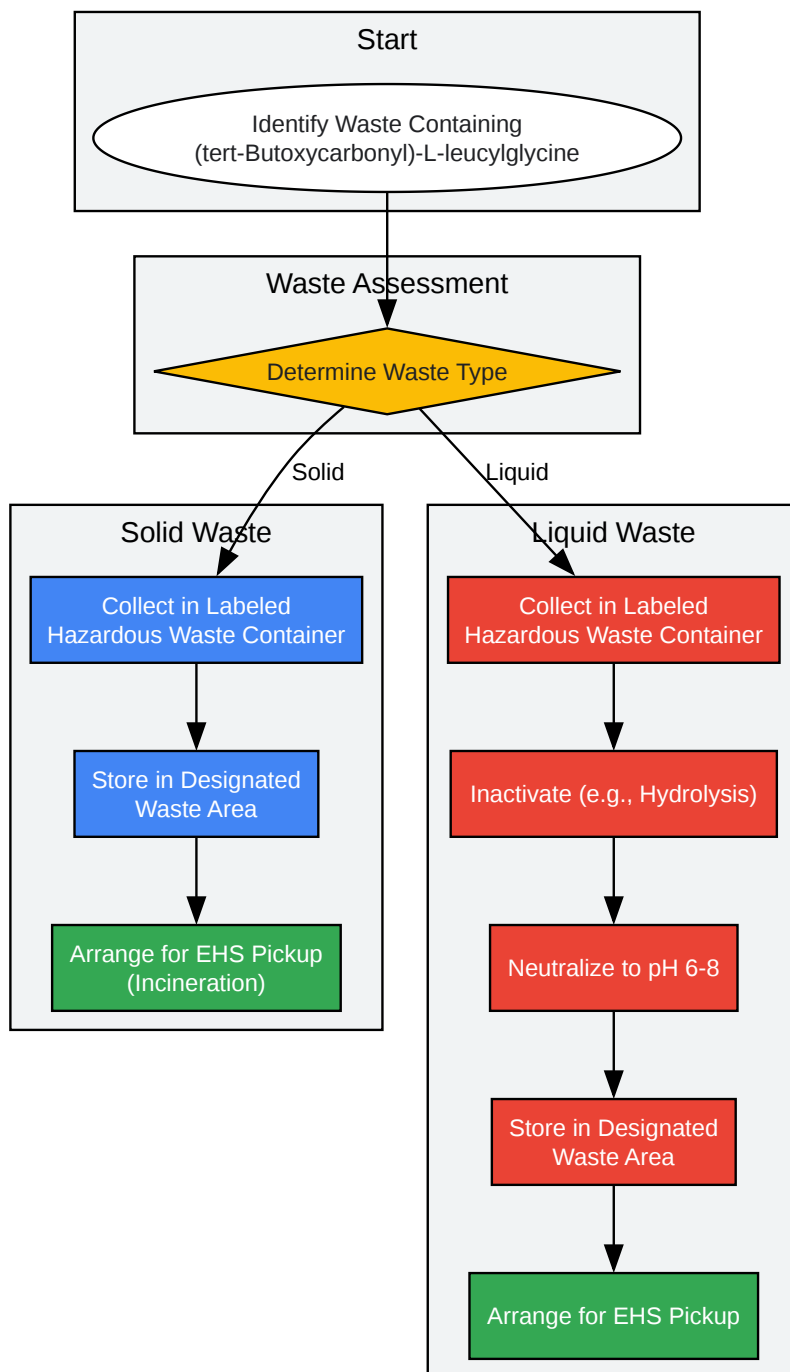 Start
Identify Waste Containing
(tert-Butoxycarbonyl)-L-leucylglycine
Waste Assessment
Determine Waste Type
Solid
Liquid
Solid Waste
Collect in Labeled
Hazardous Waste Container
Store in Designated
Waste Area
Arrange for EHS Pickup
(Incineration)
Liquid Waste
Collect in Labeled
Hazardous Waste Container
Inactivate (e.g., Hydrolysis)
Neutralize to pH 6-8
Store in Designated
Waste Area
Arrange for EHS Pickup